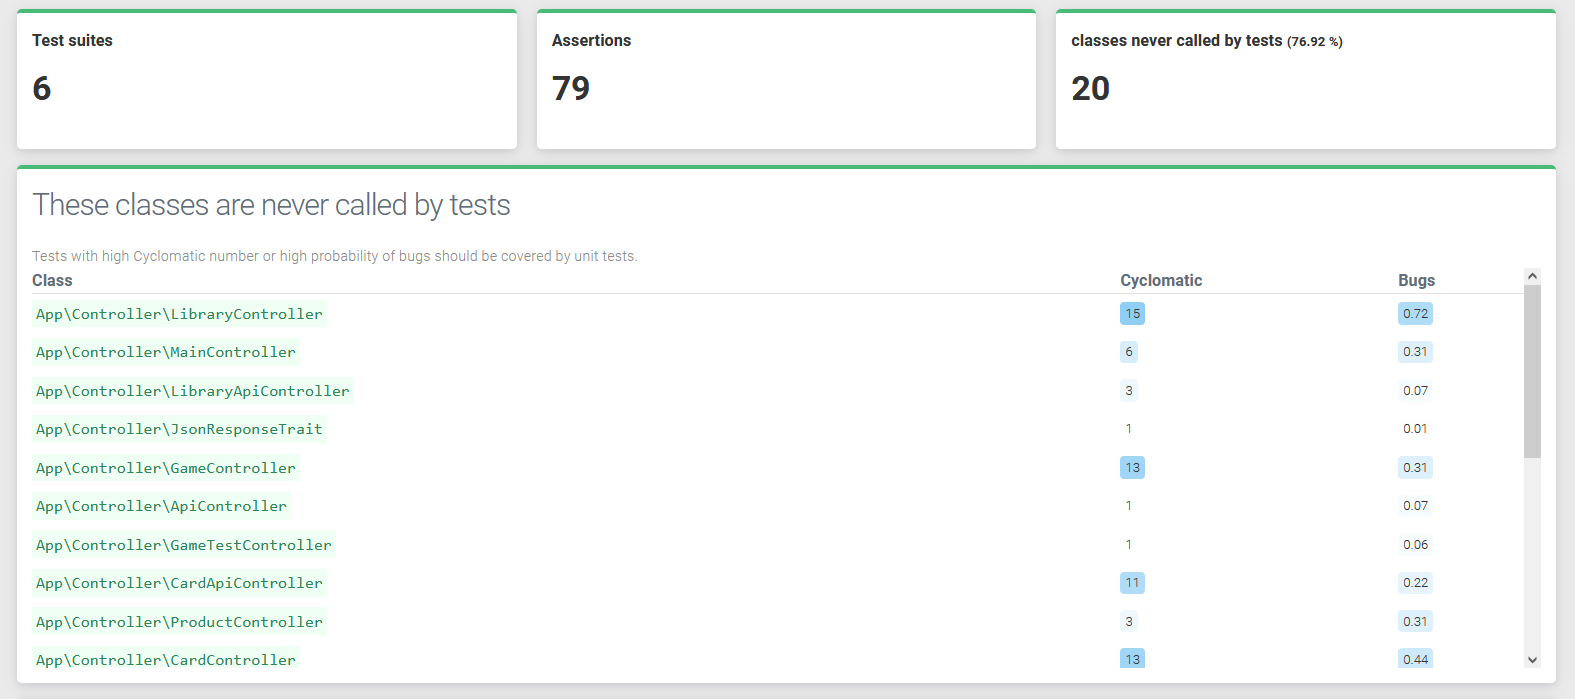 Test suites
6
Assertions
79
classes never called by tests (76.92 %)
20
These classes are never called by tests
Tests with high Cyclomatic number or high probability of bugs should be covered by unit tests.
Class Cyclomatic Bugs
App\Controller\LibraryController 15 0.72
App\Controller\MainController 6 0.31
App\Controller\LibraryApiController 3 0.07
App\Controller\JsonResponseTrait 1 0.01
App\Controller\GameController 13 0.31
App\Controller\ApiController 1 0.07
App\Controller\GameTestController 1 0.06
App\Controller\CardApiController 11 0.22
App\Controller\ProductController 3 0.31
App\Controller\CardController 13 0.44